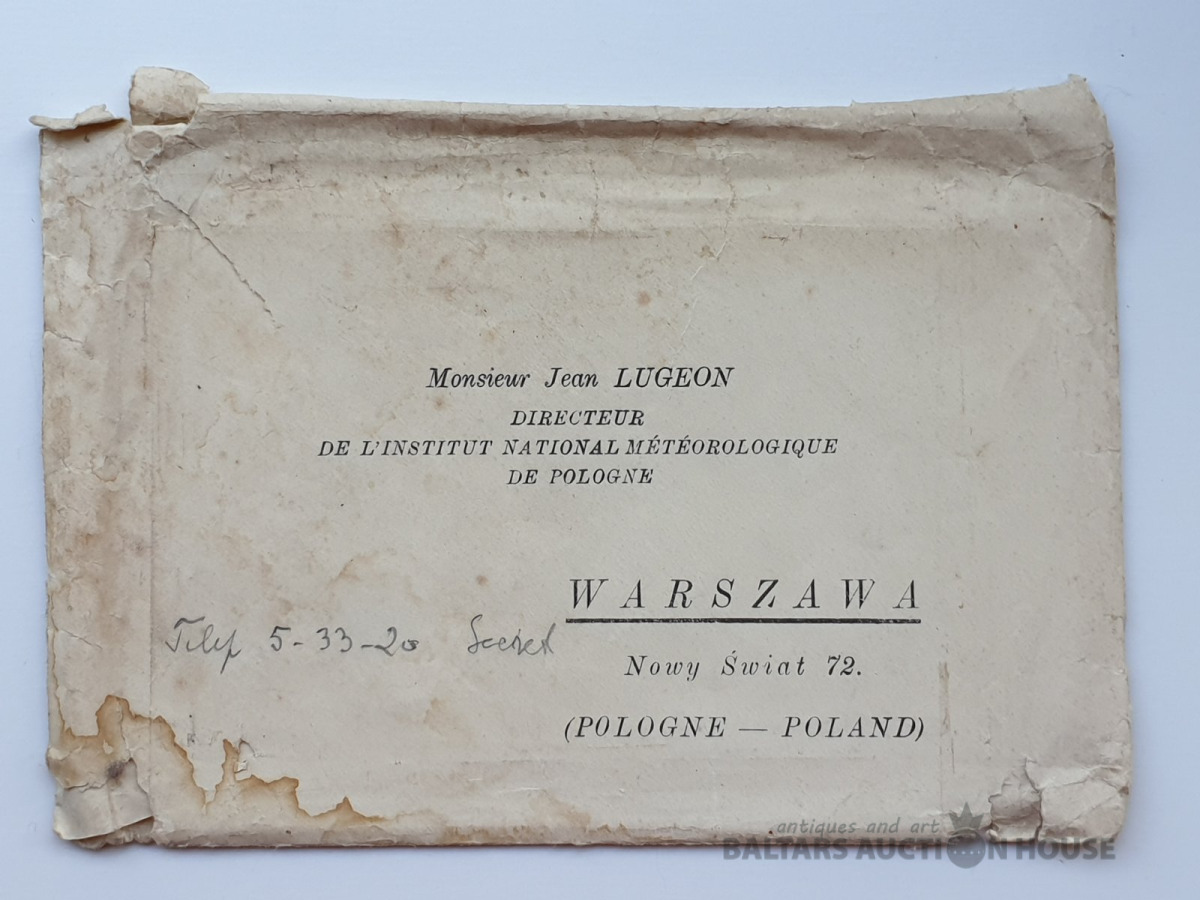 Monsieur Jean LUGEON
DIRECTEUR
DE L'INSTITUT NATIONAL MÉTÉOROLOGIQUE
DE POLOGNE
WARSZAWA
5-33-20
Nowy Świat 72.
(POLOGNE — POLAND)
antiques and art
BALTARS AUCTION HOUSE